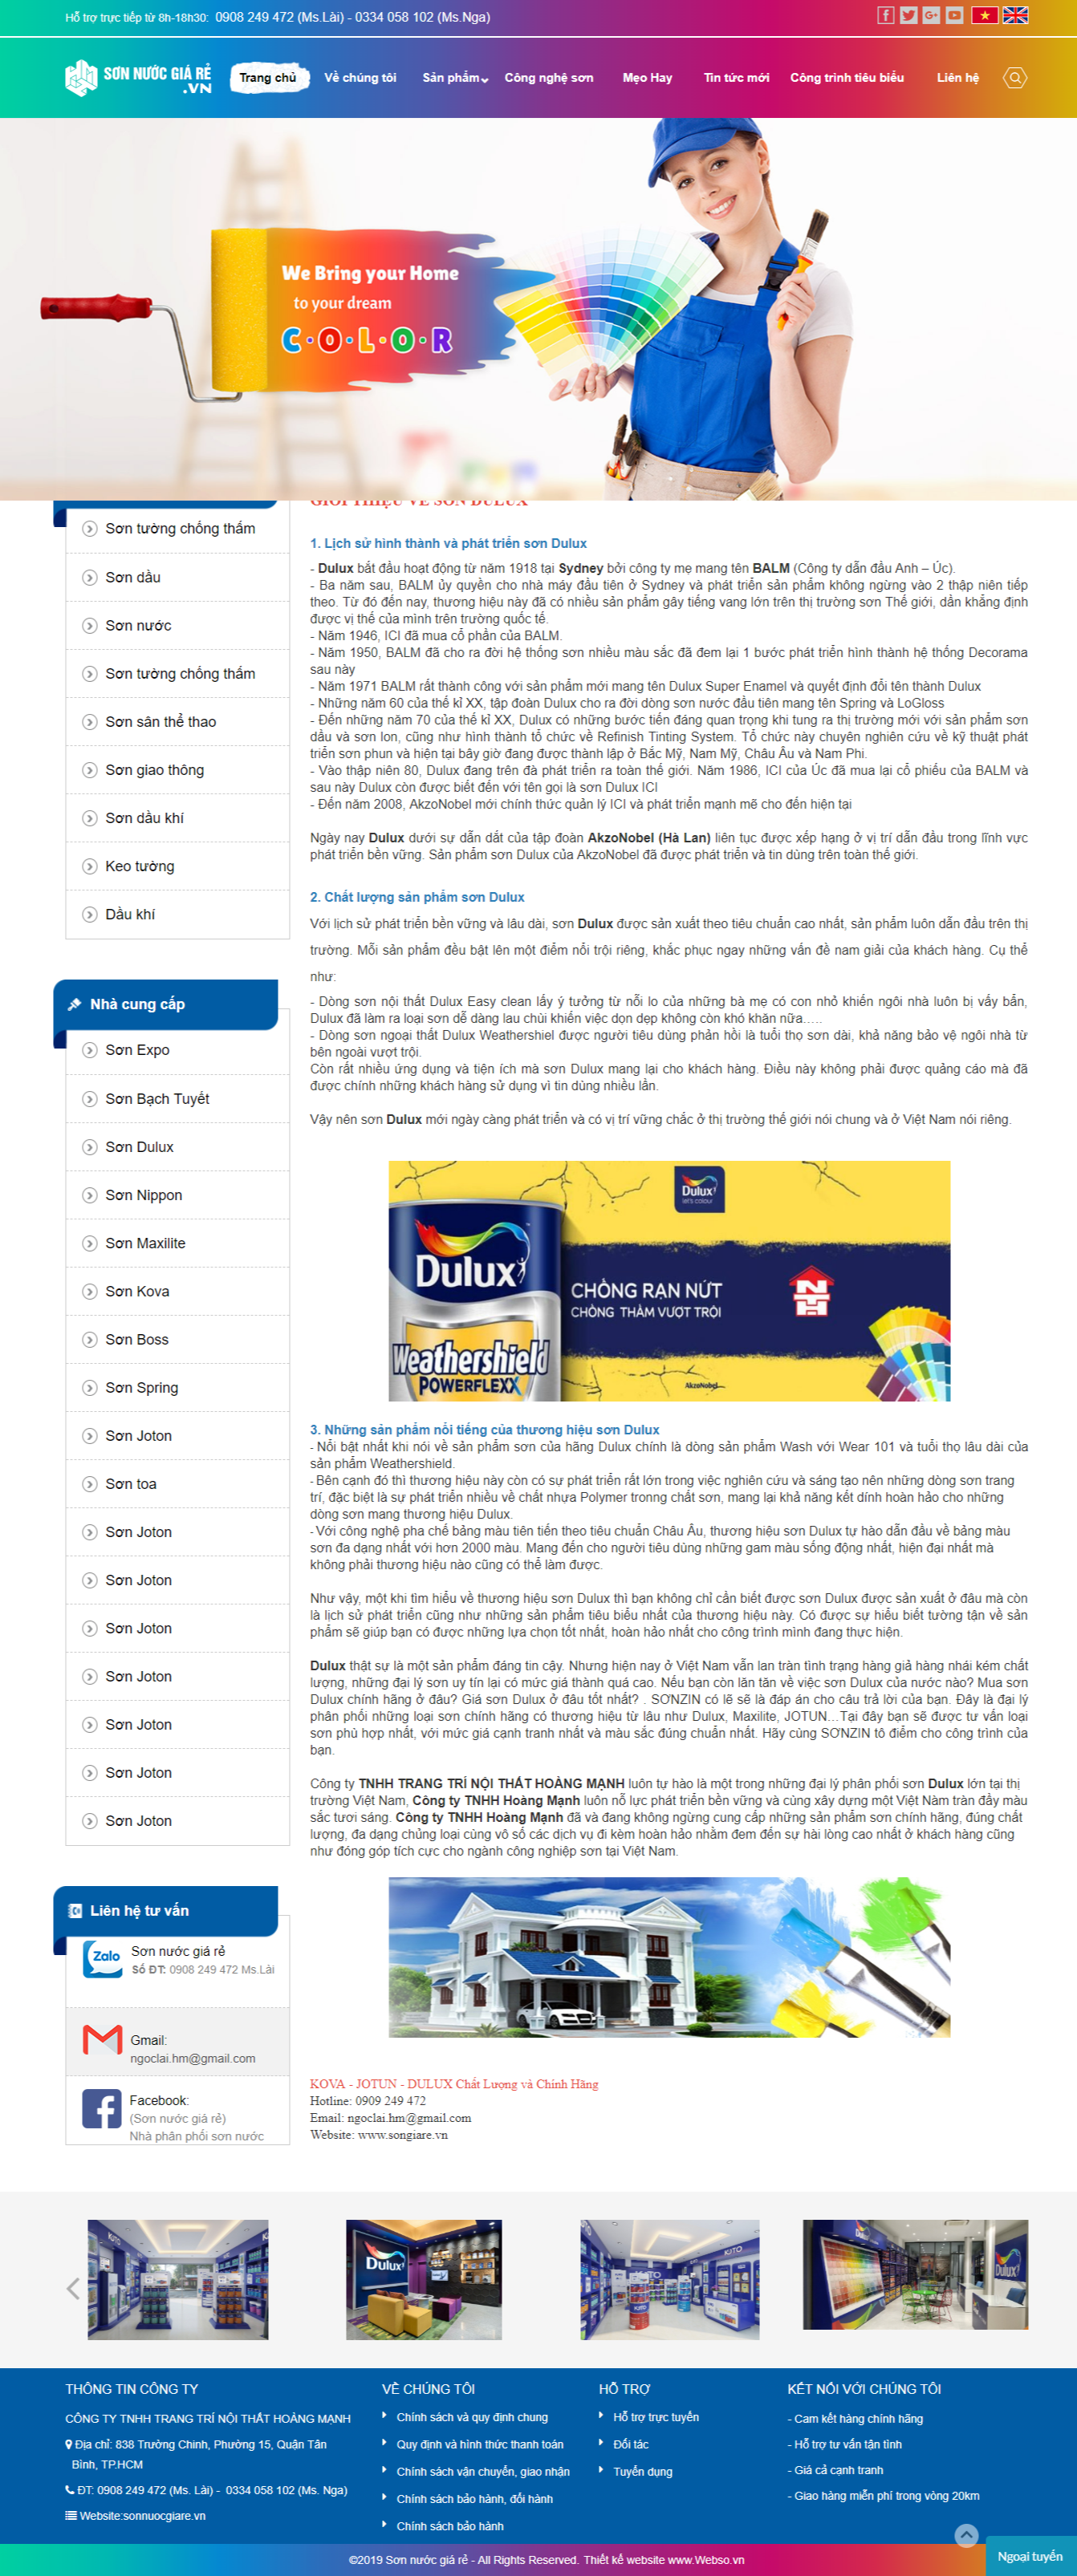 Hỗ trợ trực tiếp từ 8h-18h30: 0908 249 472 (Ms.Lài) - 0334 058 102 (Ms.Nga)
SƠN NƯỚC GIÁ RẺ
.VN
Trang chủ
Về chúng tôi
Sản phẩm
Công nghệ sơn
Mẹo Hay
Tin tức mới
Công trình tiêu biểu
Liên hệ
We Bring your Home
to your dream
C·O·L·O·R
Sơn tường chống thấm
Sơn dầu
Sơn nước
Sơn tường chống thấm
Sơn sân thể thao
Sơn giao thông
Sơn dầu khí
Keo tường
Dầu khí
Nhà cung cấp
Sơn Expo
Sơn Bạch Tuyết
Sơn Dulux
Sơn Nippon
Sơn Maxilite
Sơn Kova
Sơn Boss
Sơn Spring
Sơn Joton
Sơn toa
Sơn Joton
Sơn Joton
Sơn Joton
Sơn Joton
Sơn Joton
Sơn Joton
Sơn Joton
Liên hệ tư vấn
Zalo
Sơn nước giá rẻ
Số ĐT: 0908 249 472 Ms.Lài
Gmail:
ngoclai.hm@gmail.com
Facebook:
(Sơn nước giá rẻ)
Nhà phân phối sơn nước
GIỚI THIỆU VỀ SƠN DULUX
1. Lịch sử hình thành và phát triển sơn Dulux
- Dulux bắt đầu hoạt động từ năm 1918 tại Sydney bởi công ty mẹ mang tên BALM (Công ty dẫn đầu Anh – Úc).
- Ba năm sau, BALM ủy quyền cho nhà máy đầu tiên ở Sydney và phát triển sản phẩm không ngừng vào 2 thập niên tiếp
theo. Từ đó đến nay, thương hiệu này đã có nhiều sản phẩm gây tiếng vang lớn trên thị trường sơn Thế giới, dần khẳng định
được vị thế của mình trên trường quốc tế.
- Năm 1946, ICI đã mua cổ phần của BALM.
- Năm 1950, BALM đã cho ra đời hệ thống sơn nhiều màu sắc đã đem lại 1 bước phát triển hình thành hệ thống Decorama
sau này
- Năm 1971 BALM rất thành công với sản phẩm mới mang tên Dulux Super Enamel và quyết định đổi tên thành Dulux
- Những năm 60 của thế kỉ XX, tập đoàn Dulux cho ra đời dòng sơn nước đầu tiên mang tên Spring và LoGloss
- Đến những năm 70 của thế kỉ XX, Dulux có những bước tiến đáng quan trọng khi tung ra thị trường mới với sản phẩm sơn
dầu và sơn lon, cũng như hình thành tổ chức về Refinish Tinting System. Tổ chức này chuyên nghiên cứu về kỹ thuật phát
triển sơn phun và hiện tại bây giờ đang được thành lập ở Bắc Mỹ, Nam Mỹ, Châu Âu và Nam Phi.
- Vào thập niên 80, Dulux đang trên đà phát triển ra toàn thế giới. Năm 1986, ICI của Úc đã mua lại cổ phiếu của BALM và
sau này Dulux còn được biết đến với tên gọi là sơn Dulux ICI
- Đến năm 2008, AkzoNobel mới chính thức quản lý ICI và phát triển mạnh mẽ cho đến hiện tại
Ngày nay Dulux dưới sự dẫn dắt của tập đoàn AkzoNobel (Hà Lan) liên tục được xếp hạng ở vị trí dẫn đầu trong lĩnh vực
phát triển bền vững. Sản phẩm sơn Dulux của AkzoNobel đã được phát triển và tin dùng trên toàn thế giới.
2. Chất lượng sản phẩm sơn Dulux
Với lịch sử phát triển bền vững và lâu dài, sơn Dulux được sản xuất theo tiêu chuẩn cao nhất, sản phẩm luôn dẫn đầu trên thị
trường. Mỗi sản phẩm đều bật lên một điểm nổi trội riêng, khắc phục ngay những vấn đề nam giải của khách hàng. Cụ thể
như:
- Dòng sơn nội thất Dulux Easy clean lấy ý tưởng từ nỗi lo của những bà mẹ có con nhỏ khiến ngôi nhà luôn bị vấy bẩn,
Dulux đã làm ra loại sơn dễ dàng lau chùi khiến việc dọn dẹp không còn khó khăn nữa.....
- Dòng sơn ngoại thất Dulux Weathershiel được người tiêu dùng phản hồi là tuổi thọ sơn dài, khả năng bảo vệ ngôi nhà từ
bên ngoài vượt trội.
Còn rất nhiều ứng dụng và tiện ích mà sơn Dulux mang lại cho khách hàng. Điều này không phải được quảng cáo mà đã
được chính những khách hàng sử dụng vì tin dùng nhiều lần.
Vậy nên sơn Dulux mới ngày càng phát triển và có vị trí vững chắc ở thị trường thế giới nói chung và ở Việt Nam nói riêng.
Dulux
let's colour
Dulux
Weathershield
POWERFLEXX
CHỐNG RẠN NỨT
CHỐNG THẤM VƯỢT TRỘI
AkzoNobel
3. Những sản phẩm nổi tiếng của thương hiệu sơn Dulux
- Nổi bật nhất khi nói về sản phẩm sơn của hãng Dulux chính là dòng sản phẩm Wash với Wear 101 và tuổi thọ lâu dài của
sản phẩm Weathershield.
- Bên cạnh đó thì thương hiệu này còn có sự phát triển rất lớn trong việc nghiên cứu và sáng tạo nên những dòng sơn trang
trí, đặc biệt là sự phát triển nhiều về chất nhựa Polymer tronng chất sơn, mang lại khả năng kết dính hoàn hảo cho những
dòng sơn mang thương hiệu Dulux.
- Với công nghệ pha chế bảng màu tiên tiến theo tiêu chuẩn Châu Âu, thương hiệu sơn Dulux tự hào dẫn đầu về bảng màu
sơn đa dạng nhất với hơn 2000 màu. Mang đến cho người tiêu dùng những gam màu sống động nhất, hiện đại nhất mà
không phải thương hiệu nào cũng có thể làm được.
Như vậy, một khi tìm hiểu về thương hiệu sơn Dulux thì bạn không chỉ cần biết được sơn Dulux được sản xuất ở đâu mà còn
là lịch sử phát triển cũng như những sản phẩm tiêu biểu nhất của thương hiệu này. Có được sự hiểu biết tường tận về sản
phẩm sẽ giúp bạn có được những lựa chọn tốt nhất, hoàn hảo nhất cho công trình mình đang thực hiện.
Dulux thật sự là một sản phẩm đáng tin cậy. Nhưng hiện nay ở Việt Nam vẫn lan tràn tình trạng hàng giả hàng nhái kém chất
lượng, những đại lý sơn uy tín lại có mức giá thành quá cao. Nếu bạn còn lăn tăn về việc sơn Dulux của nước nào? Mua sơn
Dulux chính hãng ở đâu? Giá sơn Dulux ở đâu tốt nhất? . SƠNZIN có lẽ sẽ là đáp án cho câu trả lời của bạn. Đây là đại lý
phân phối những loại sơn chính hãng có thương hiệu từ lâu như Dulux, Maxilite, JOTUN…Tại đây bạn sẽ được tư vấn loại
sơn phù hợp nhất, với mức giá cạnh tranh nhất và màu sắc đúng chuẩn nhất. Hãy cùng SƠNZIN tô điểm cho công trình của
bạn.
Công ty TNHH TRANG TRÍ NỘI THẤT HOÀNG MẠNH luôn tự hào là một trong những đại lý phân phối sơn Dulux lớn tại thị
trường Việt Nam, Công ty TNHH Hoàng Mạnh luôn nỗ lực phát triển bền vững và cùng xây dựng một Việt Nàm tràn đầy màu
sắc tươi sáng. Công ty TNHH Hoàng Mạnh đã và đang không ngừng cung cấp những sản phẩm sơn chính hãng, đúng chất
lượng, đa dạng chủng loại cùng vô số các dịch vụ đi kèm hoàn hảo nhằm đem đến sự hài lòng cao nhất ở khách hàng cũng
như đóng góp tích cực cho ngành công nghiệp sơn tại Việt Nam.
KOVA - JOTUN - DULUX Chất Lượng và Chính Hãng
Hotline: 0909 249 472
Email: ngoclai.hm@gmail.com
Website: www.songiare.vn
KITO
Dulux
KITO
KITO
Dulux
THÔNG TIN CÔNG TY
CÔNG TY TNHH TRANG TRÍ NỘI THẤT HOÀNG MẠNH
Địa chỉ: 838 Trường Chinh, Phường 15, Quận Tân
Bình, TP.HCM
ĐT: 0908 249 472 (Ms. Lài) - 0334 058 102 (Ms. Nga)
Website:sonnuocgiare.vn
VỀ CHÚNG TÔI
Chính sách và quy định chung
Quy định và hình thức thanh toán
Chính sách vận chuyển, giao nhận
Chính sách bảo hành, đổi hành
Chính sách bảo hành
HỖ TRỢ
Hỗ trợ trực tuyến
Đối tác
Tuyển dụng
KẾT NỐI VỚI CHÚNG TÔI
- Cam kết hàng chính hãng
- Hỗ trợ tư vấn tận tình
- Giá cả cạnh tranh
- Giao hàng miễn phí trong vòng 20km
©2019 Sơn nước giá rẻ - All Rights Reserved. Thiết kế website www.Webso.vn
Ngoại tuyến